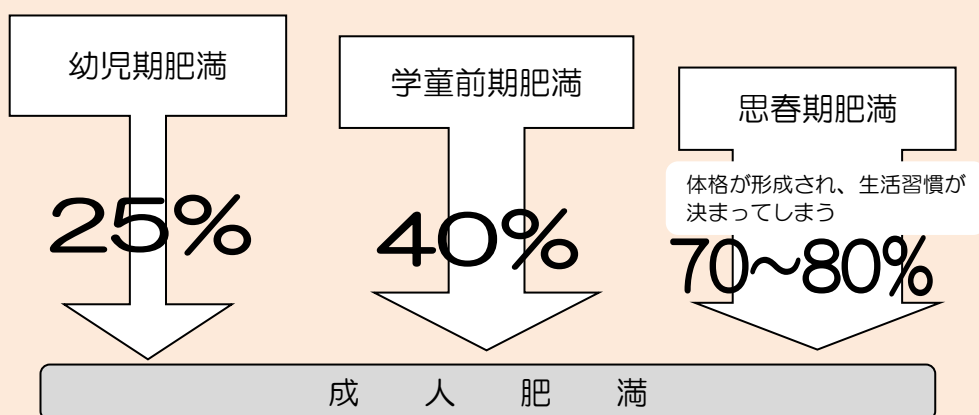 幼児期肥満
学童前期肥満
思春期肥満
体格が形成され、生活習慣が
決まってしまう
25%
40%
70~80%
成人肥満